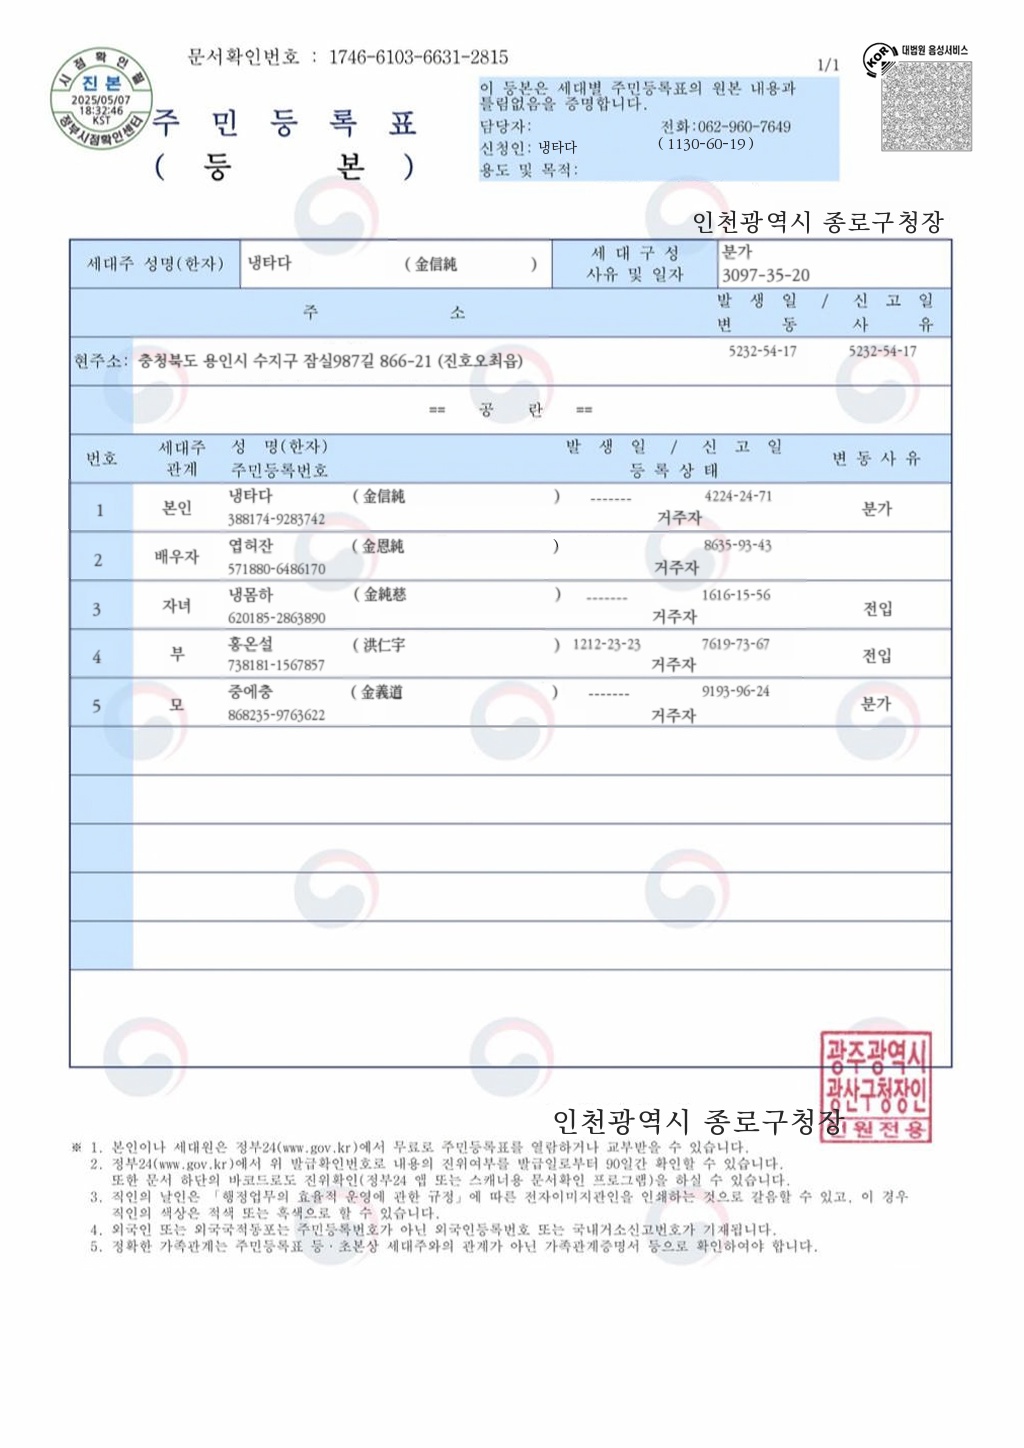 문서확인번호 : 1746-6103-6631-2815
시점확인필
진본
2025/05/07
18:32:46
KST
정부시점확인센터
KOR 대법원 음성서비스
1/1
주 민 등 록 표
( 등 본 )
이 등본은 세대별 주민등록표의 원본 내용과
틀림없음을 증명합니다.
담당자: 전화:062-960-7649
신청인: 냉타다 (1130-60-19)
용도 및 목적:
인천광역시 종로구청장
세대주 성명(한자) 냉타다 (金信純 ) 세 대 구 성 분가
사유 및 일자 3097-35-20
주 소 발 생 일 / 신 고 일
변 동 사 유
현주소: 충청북도 용인시 수지구 잠실987길 866-21 (진호오최읍) 5232-54-17 5232-54-17
== 공 란 ==
번호 세대주 성 명(한자) 발 생 일 / 신 고 일 변 동 사 유
관계 주민등록번호 등 록 상 태
1 본인 냉타다 (金信純 ) ------- 4224-24-71 분가
388174-9283742 거주자
2 배우자 엽허잔 (金恩純 ) 8635-93-43
571880-6486170 거주자
3 자녀 냉몸하 (金純慈 ) ------- 1616-15-56 전입
620185-2863890 거주자
4 부 홍온설 (洪仁宇 ) 1212-23-23 7619-73-67 전입
738181-1567857 거주자
5 모 중에충 (金義道 ) ------- 9193-96-24 분가
868235-9763622 거주자
광주광역시
광산구청장인
민원전용
인천광역시 종로구청장
※ 1. 본인이나 세대원은 정부24(www.gov.kr)에서 무료로 주민등록표를 열람하거나 교부받을 수 있습니다.
2. 정부24(www.gov.kr)에서 위 발급확인번호로 내용의 진위여부를 발급일로부터 90일간 확인할 수 있습니다.
또한 문서 하단의 바코드로도 진위확인(정부24 앱 또는 스캐너용 문서확인 프로그램)을 하실 수 있습니다.
3. 직인의 날인은 「행정업무의 효율적 운영에 관한 규정」에 따른 전자이미지관인을 인쇄하는 것으로 갈음할 수 있고, 이 경우
직인의 색상은 적색 또는 흑색으로 할 수 있습니다.
4. 외국인 또는 외국국적동포는 주민등록번호가 아닌 외국인등록번호 또는 국내거소신고번호가 기재됩니다.
5. 정확한 가족관계는 주민등록표 등·초본상 세대주와의 관계가 아닌 가족관계증명서 등으로 확인하여야 합니다.